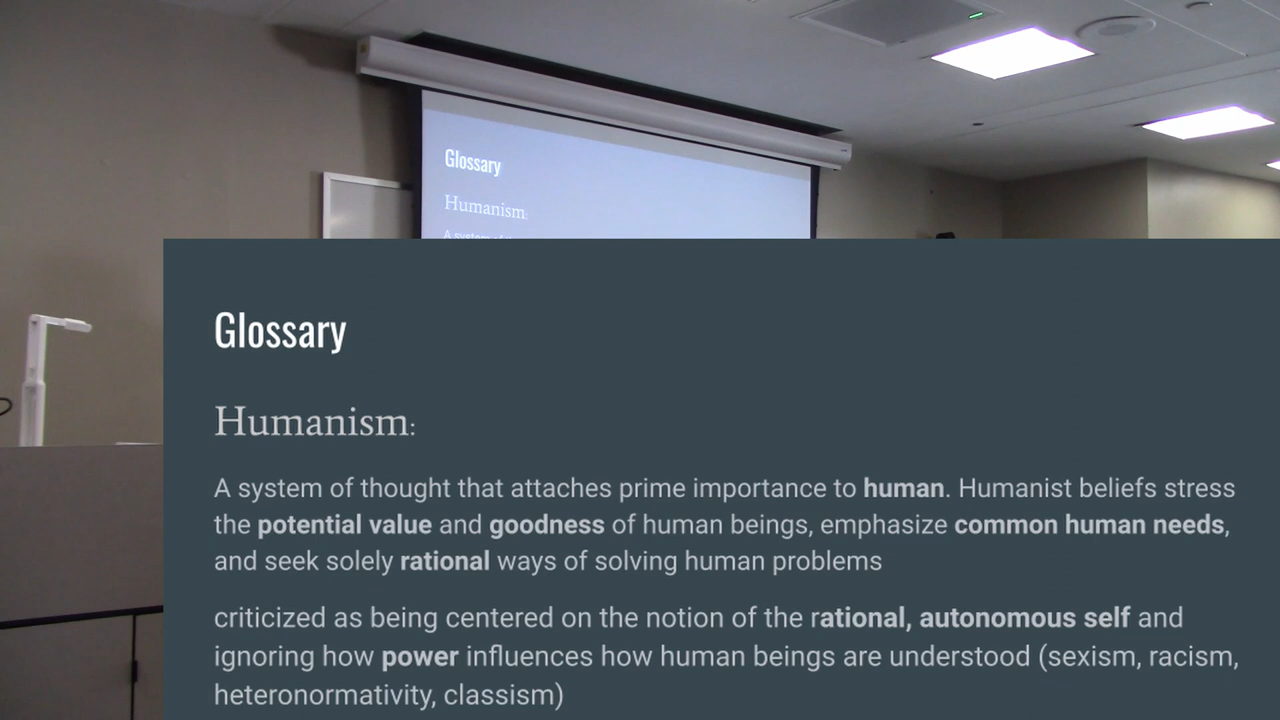 Glossary
Humanism:
A system of th
Glossary
Humanism:
A system of thought that attaches prime importance to human. Humanist beliefs stress
the potential value and goodness of human beings, emphasize common human needs,
and seek solely rational ways of solving human problems
criticized as being centered on the notion of the rational, autonomous self and
ignoring how power influences how human beings are understood (sexism, racism,
heteronormativity, classism)